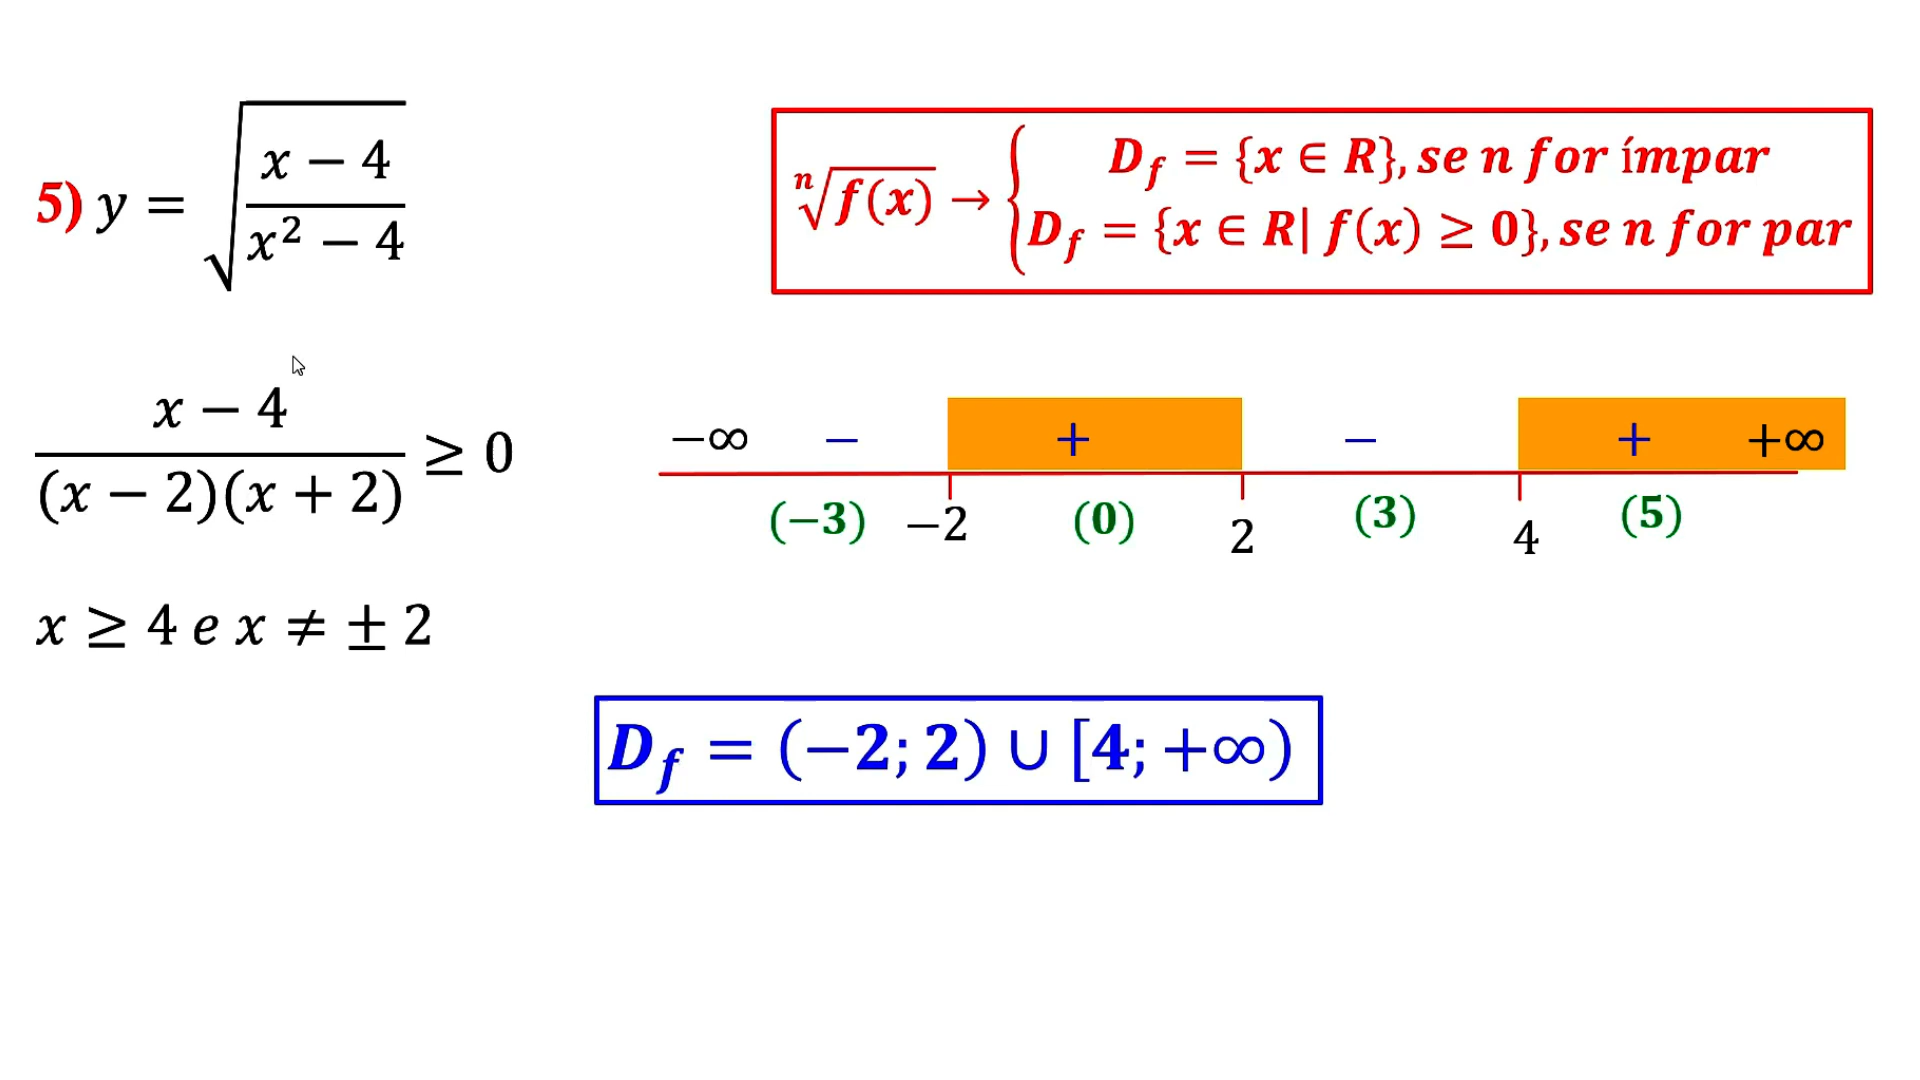 5) y = √((x − 4)/(x² − 4))
ⁿ√f(x) → { D_f = {x ∈ R}, se n for ímpar
D_f = {x ∈ R| f(x) ≥ 0}, se n for par
(x − 4)/((x − 2)(x + 2)) ≥ 0
−∞ − + − + +∞
(−3) −2 (0) 2 (3) 4 (5)
x ≥ 4 e x ≠ ± 2
D_f = (−2; 2) ∪ [4; +∞)